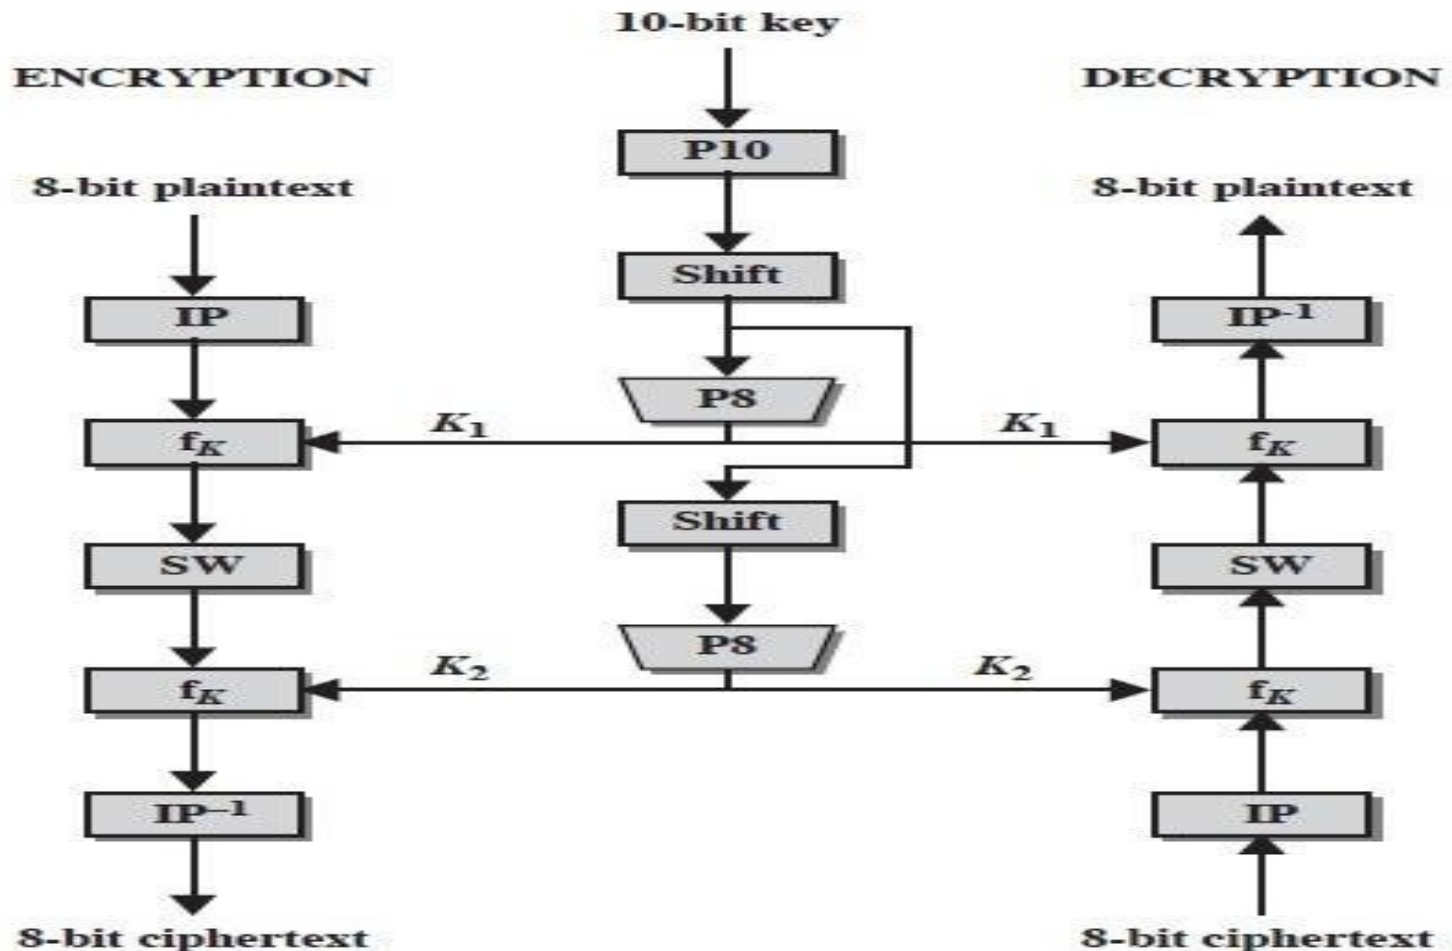 10-bit key
ENCRYPTION
DECRYPTION
P10
8-bit plaintext
8-bit plaintext
Shift
IP
IP-1
P8
K1
K1
fK
fK
Shift
SW
SW
P8
K2
K2
fK
fK
IP–1
IP
8-bit ciphertext
8-bit ciphertext